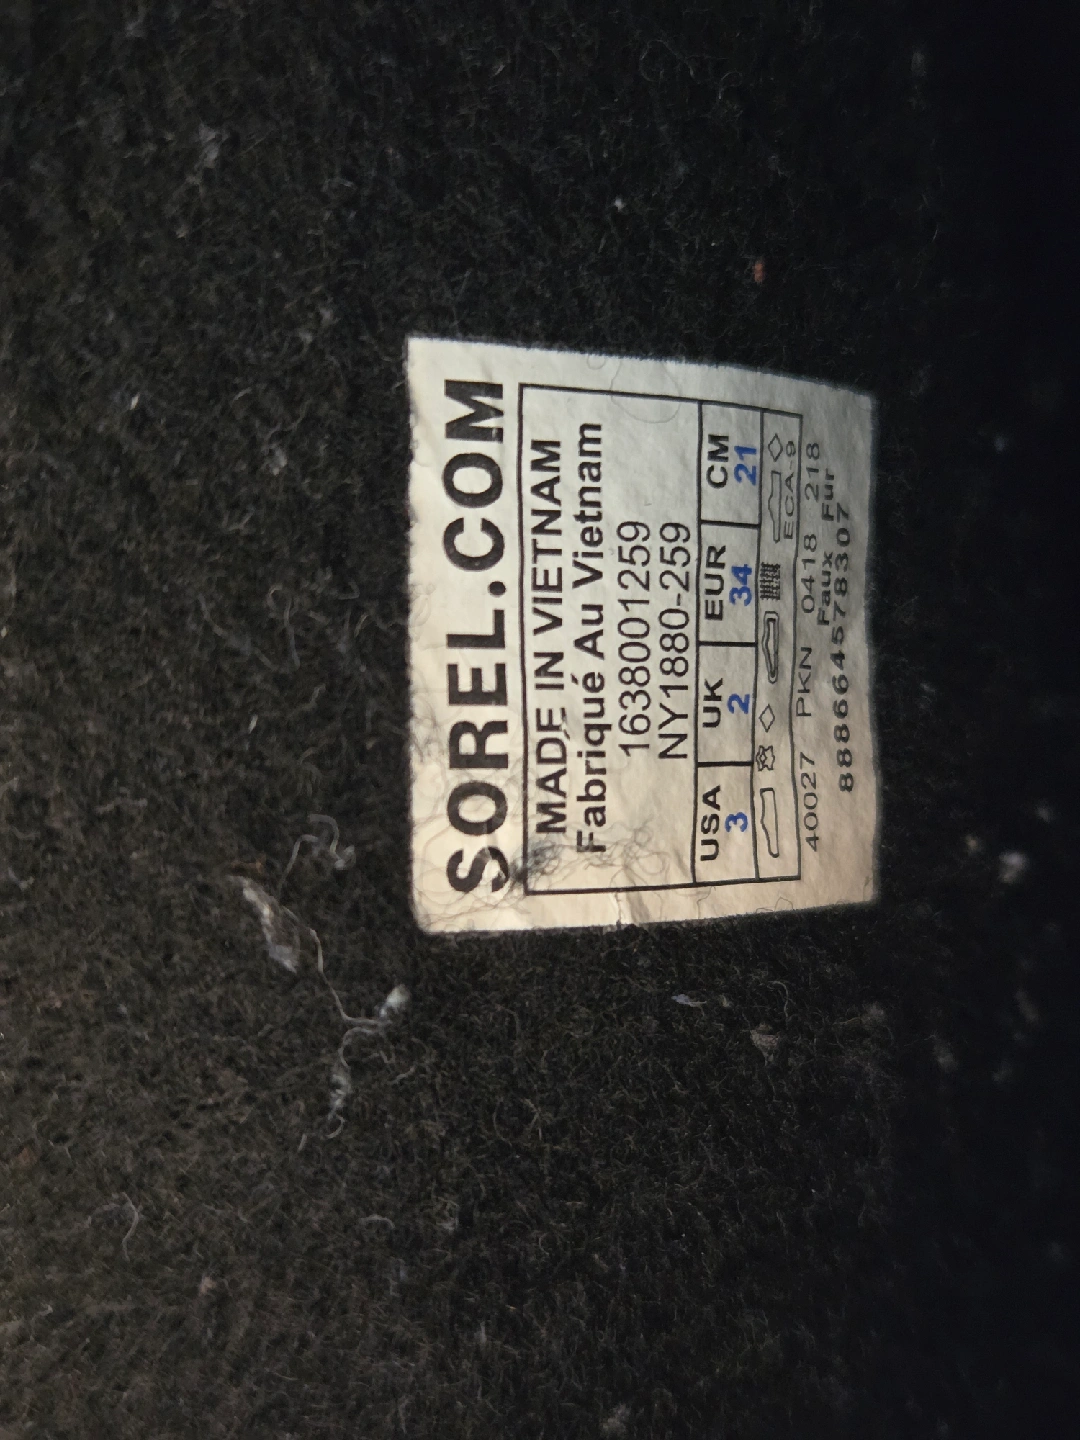 SOREL.COM
MADE IN VIETNAM
Fabriqué Au Vietnam
1638001259
NY1880-259
USA UK EUR CM
3 2 34 21
ECA-9
40027 PKN 0418 218
Faux Fur
888664578307